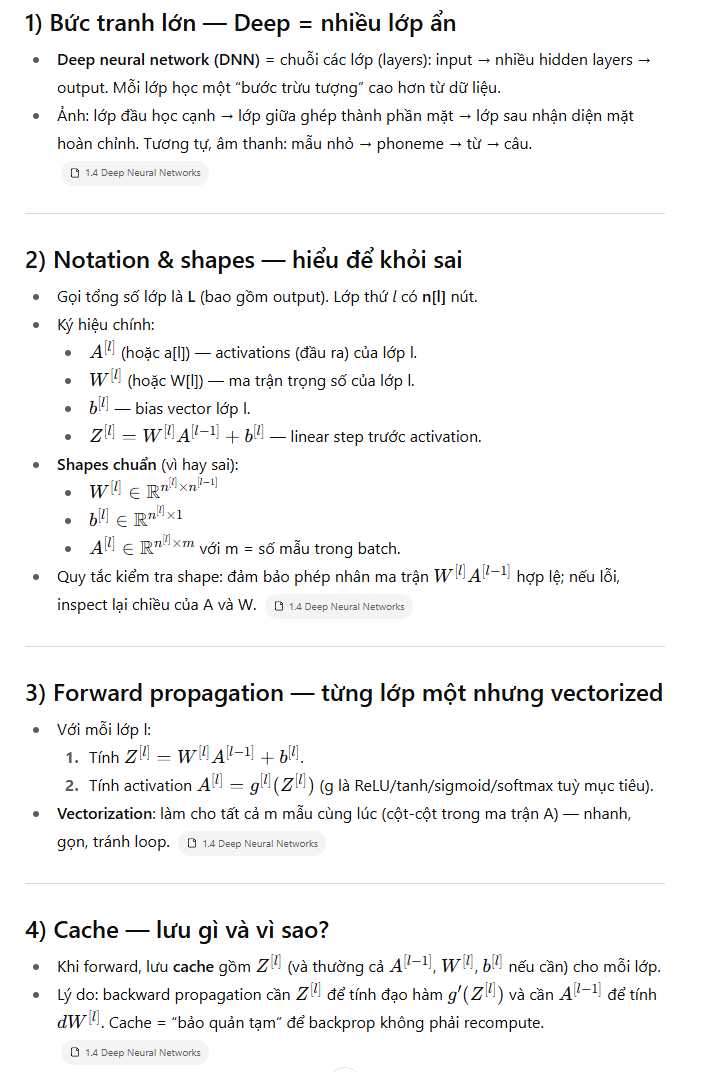 1) Bức tranh lớn — Deep = nhiều lớp ẩn
Deep neural network (DNN) = chuỗi các lớp (layers): input → nhiều hidden layers →
output. Mỗi lớp học một “bước trừu tượng” cao hơn từ dữ liệu.
Ảnh: lớp đầu học cạnh → lớp giữa ghép thành phần mặt → lớp sau nhận diện mặt
hoàn chỉnh. Tương tự, âm thanh: mẫu nhỏ → phoneme → từ → câu.
1.4 Deep Neural Networks
2) Notation & shapes — hiểu để khỏi sai
Gọi tổng số lớp là L (bao gồm output). Lớp thứ l có n[l] nút.
Ký hiệu chính:
A^{[l]} (hoặc a[l]) — activations (đầu ra) của lớp l.
W^{[l]} (hoặc W[l]) — ma trận trọng số của lớp l.
b^{[l]} — bias vector lớp l.
Z^{[l]} = W^{[l]}A^{[l−1]} + b^{[l]} — linear step trước activation.
Shapes chuẩn (vì hay sai):
W^{[l]} ∈ ℝ^{n^{[l]}×n^{[l−1]}}
b^{[l]} ∈ ℝ^{n^{[l]}×1}
A^{[l]} ∈ ℝ^{n^{[l]}×m} với m = số mẫu trong batch.
Quy tắc kiểm tra shape: đảm bảo phép nhân ma trận W^{[l]}A^{[l−1]} hợp lệ; nếu lỗi,
inspect lại chiều của A và W. 1.4 Deep Neural Networks
3) Forward propagation — từng lớp một nhưng vectorized
Với mỗi lớp l:
1. Tính Z^{[l]} = W^{[l]}A^{[l−1]} + b^{[l]}.
2. Tính activation A^{[l]} = g^{[l]}(Z^{[l]}) (g là ReLU/tanh/sigmoid/softmax tuỳ mục tiêu).
Vectorization: làm cho tất cả m mẫu cùng lúc (cột-cột trong ma trận A) — nhanh,
gọn, tránh loop. 1.4 Deep Neural Networks
4) Cache — lưu gì và vì sao?
Khi forward, lưu cache gồm Z^{[l]} (và thường cả A^{[l−1]}, W^{[l]}, b^{[l]} nếu cần) cho mỗi lớp.
Lý do: backward propagation cần Z^{[l]} để tính đạo hàm g′(Z^{[l]}) và cần A^{[l−1]} để tính
dW^{[l]}. Cache = “bảo quản tạm” để backprop không phải recompute.
1.4 Deep Neural Networks